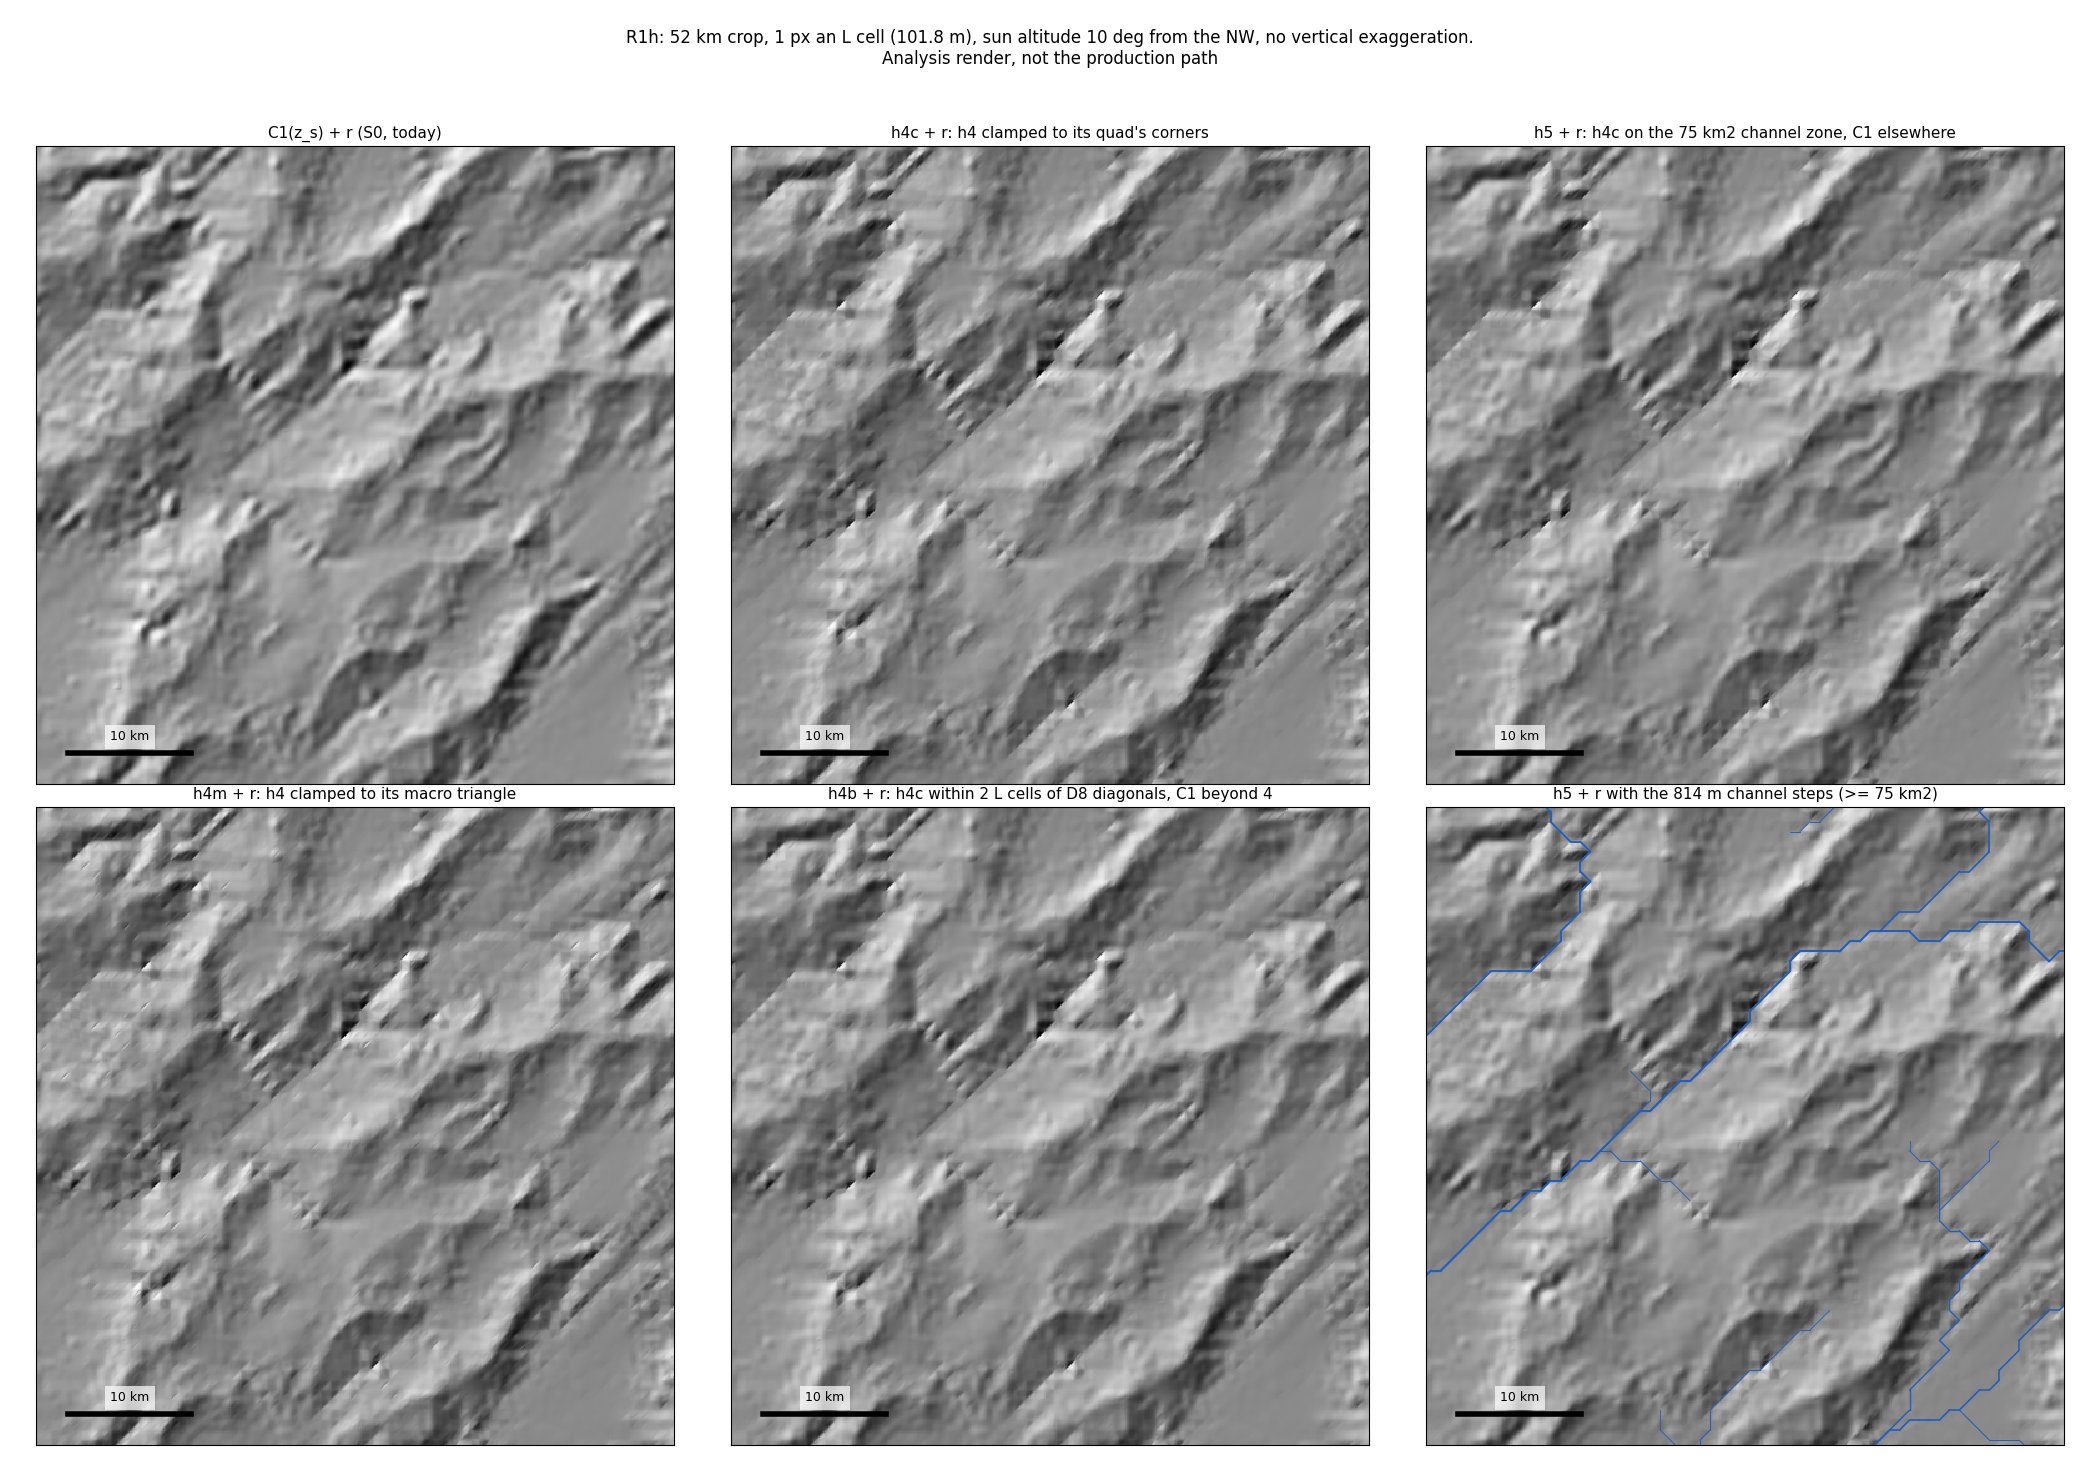 R1h: 52 km crop, 1 px an L cell (101.8 m), sun altitude 10 deg from the NW, no vertical exaggeration.
Analysis render, not the production path
C1(z_s) + r (S0, today)
h4c + r: h4 clamped to its quad's corners
h5 + r: h4c on the 75 km2 channel zone, C1 elsewhere
10 km
10 km
10 km
h4m + r: h4 clamped to its macro triangle
h4b + r: h4c within 2 L cells of D8 diagonals, C1 beyond 4
h5 + r with the 814 m channel steps (>= 75 km2)
10 km
10 km
10 km